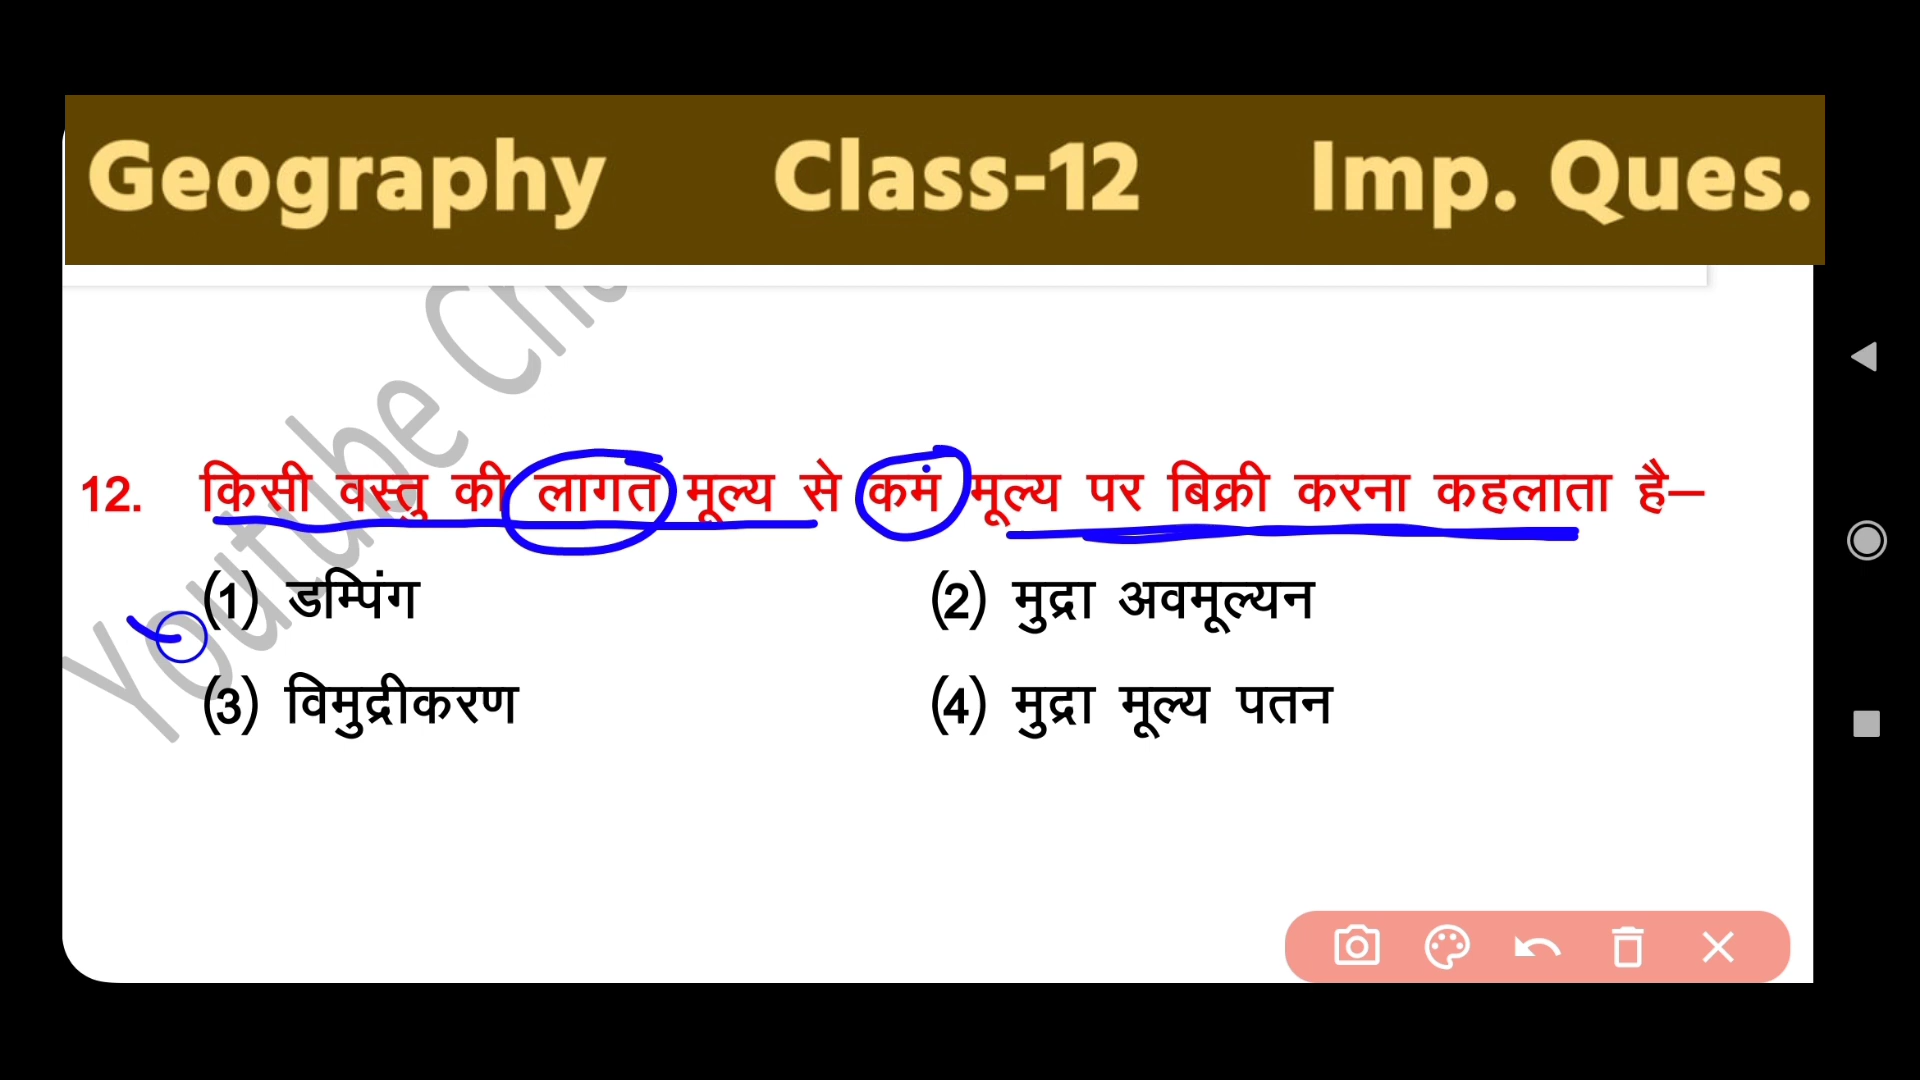 Geography Class-12 Imp. Ques.
Youtube
12. किसी वस्तु की लागत मूल्य से कम मूल्य पर बिक्री करना कहलाता है–
(1) डम्पिंग (2) मुद्रा अवमूल्यन
(3) विमुद्रीकरण (4) मुद्रा मूल्य पतन